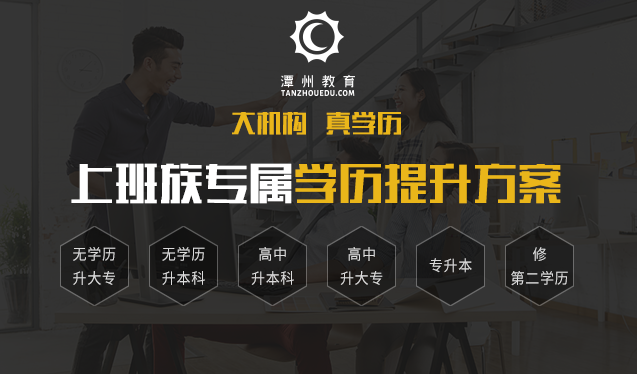 潭州教育
TANZHOUEDU.COM
大机构 真学历
上班族专属学历提升方案
无学历
升大专
无学历
升本科
高中
升本科
高中
升大专
专升本
修
第二学历